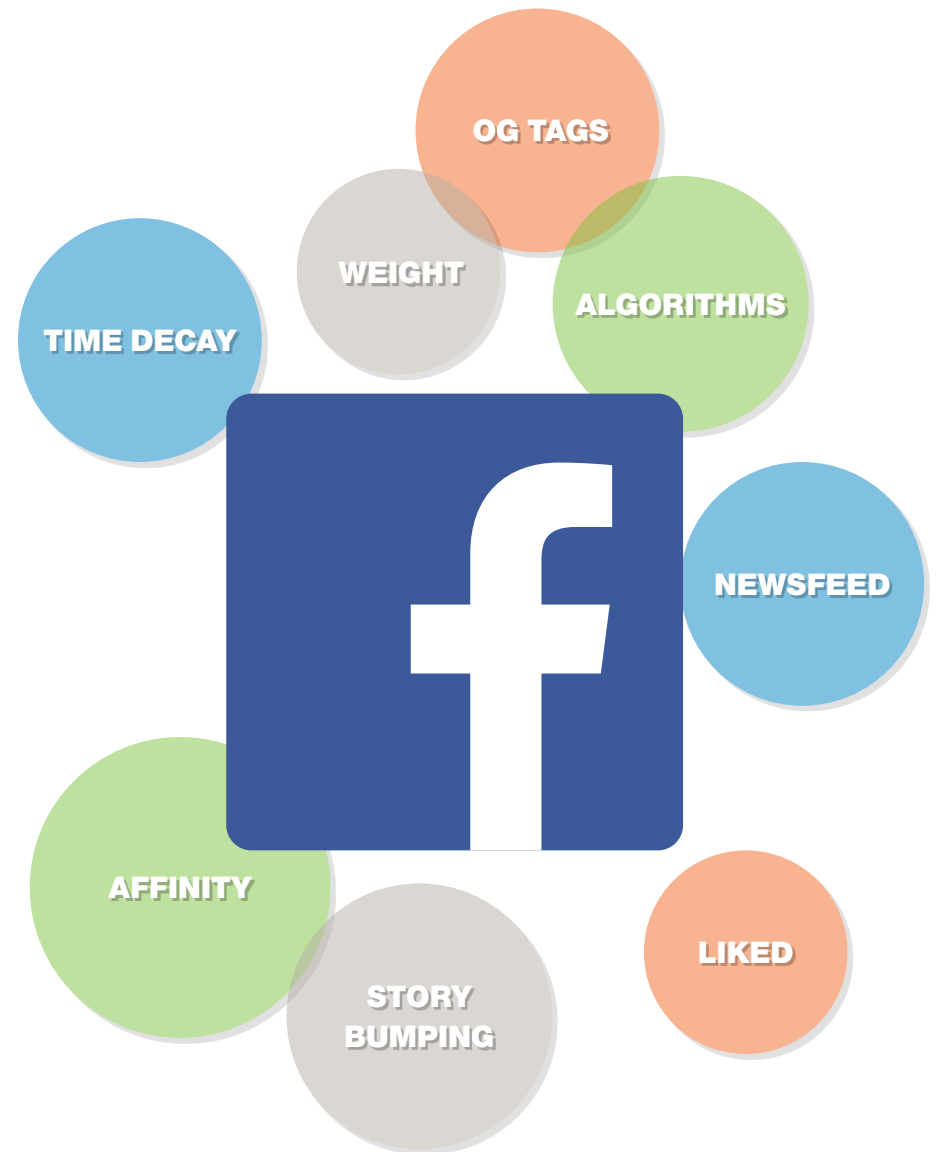 OG TAGS
WEIGHT
ALGORITHMS
TIME DECAY
f
NEWSFEED
AFFINITY
LIKED
STORY
BUMPING